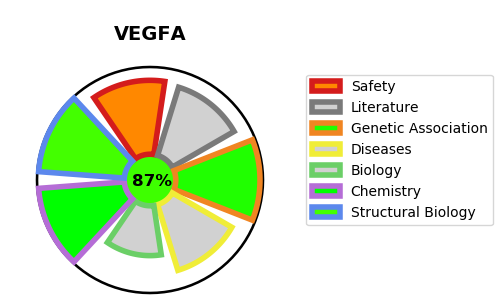 VEGFA
87%
Safety
Literature
Genetic Association
Diseases
Biology
Chemistry
Structural Biology